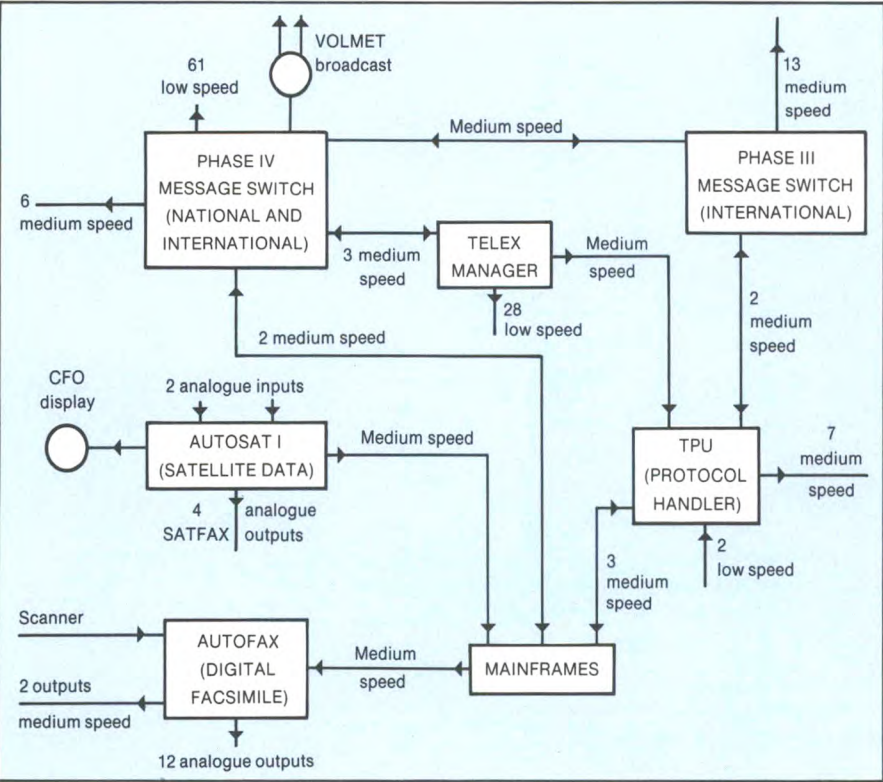 VOLMET
broadcast
61
low speed
13
medium
speed
Medium speed
PHASE IV
MESSAGE SWITCH
(NATIONAL AND
INTERNATIONAL)
PHASE III
MESSAGE SWITCH
(INTERNATIONAL)
6
medium speed
3 medium
speed
TELEX
MANAGER
Medium
speed
28
low speed
2
medium
speed
2 medium speed
CFO
display
2 analogue inputs
AUTOSAT I
(SATELLITE DATA)
Medium speed
4
SATFAX
analogue
outputs
TPU
(PROTOCOL
HANDLER)
7
medium
speed
2
low speed
3
medium
speed
Scanner
AUTOFAX
(DIGITAL
FACSIMILE)
Medium
speed
MAINFRAMES
2 outputs
medium speed
12 analogue outputs